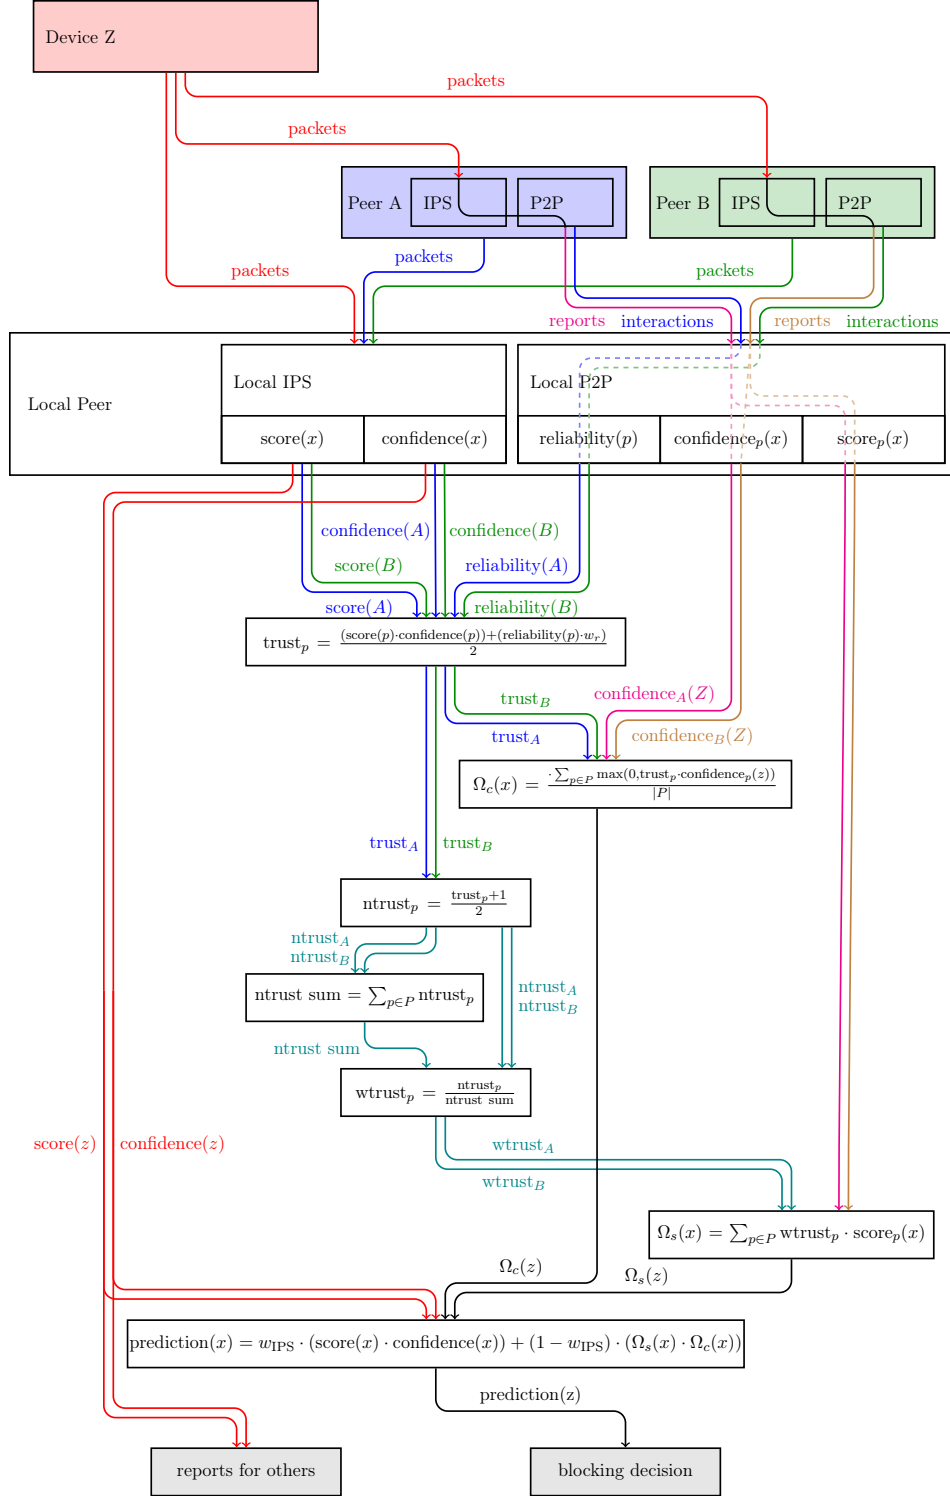 Device Z
packets
packets
Peer A
IPS
P2P
Peer B
IPS
P2P
packets
packets
packets
reports
interactions
reports
interactions
Local Peer
Local IPS
Local P2P
score(x)
confidence(x)
reliability(p)
confidence_p(x)
score_p(x)
confidence(A)
confidence(B)
score(B)
reliability(A)
score(A)
reliability(B)
trust_p = ((score(p)·confidence(p))+(reliability(p)·w_r))/2
trust_B
confidence_A(Z)
trust_A
confidence_B(Z)
Ω_c(x) = (·∑_{p∈P} max(0,trust_p·confidence_p(z)))/|P|
trust_A
trust_B
ntrust_p = (trust_p+1)/2
ntrust_A
ntrust_B
ntrust sum = ∑_{p∈P} ntrust_p
ntrust_A
ntrust_B
ntrust sum
wtrust_p = ntrust_p/ntrust sum
score(z)
confidence(z)
wtrust_A
wtrust_B
Ω_s(x) = ∑_{p∈P} wtrust_p · score_p(x)
Ω_c(z)
Ω_s(z)
prediction(x) = w_IPS · (score(x) · confidence(x)) + (1 − w_IPS) · (Ω_s(x) · Ω_c(x))
prediction(z)
reports for others
blocking decision